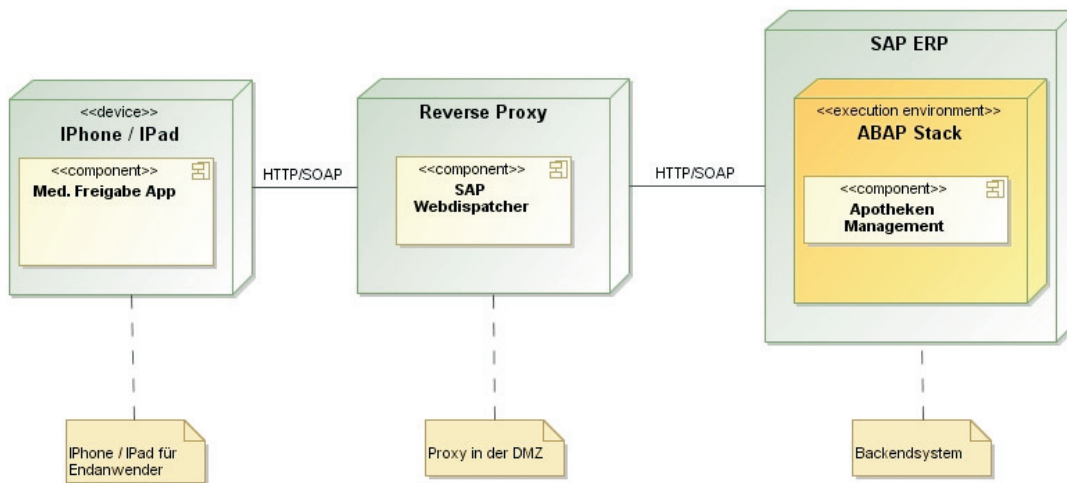 <<device>>
IPhone / IPad
<<component>>
Med. Freigabe App
HTTP/SOAP
Reverse Proxy
<<component>>
SAP
Webdispatcher
HTTP/SOAP
SAP ERP
<<execution environment>>
ABAP Stack
<<component>>
Apotheken
Management
IPhone / IPad für
Endanwender
Proxy in der DMZ
Backendsystem